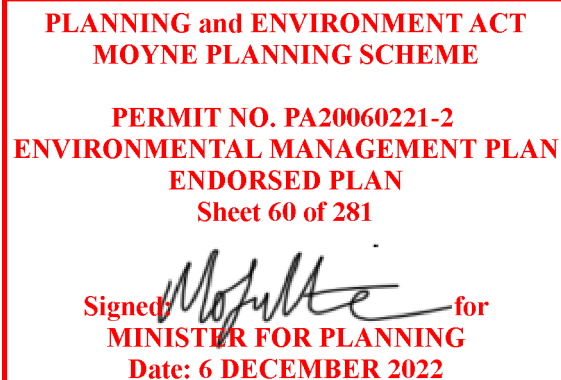 PLANNING and ENVIRONMENT ACT
MOYNE PLANNING SCHEME
PERMIT NO. PA20060221-2
ENVIRONMENTAL MANAGEMENT PLAN
ENDORSED PLAN
Sheet 60 of 281
Signed: for
MINISTER FOR PLANNING
Date: 6 DECEMBER 2022